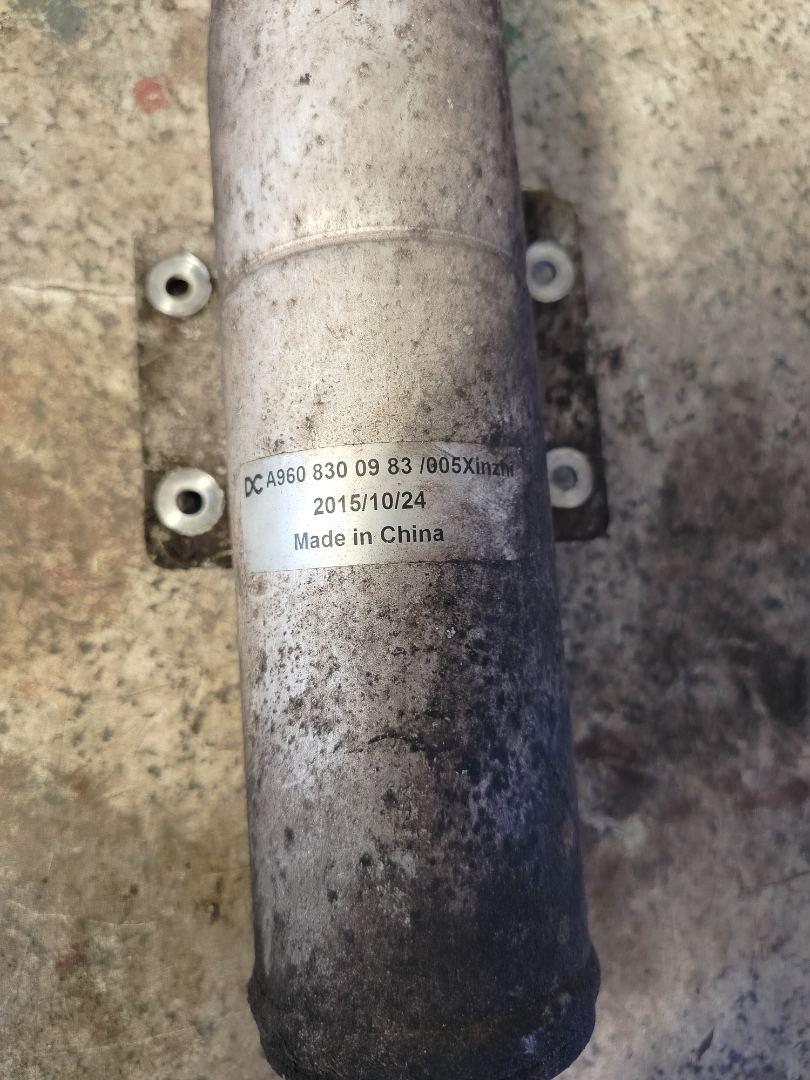 DC A960 830 09 83 /005Xinzhi
2015/10/24
Made in China